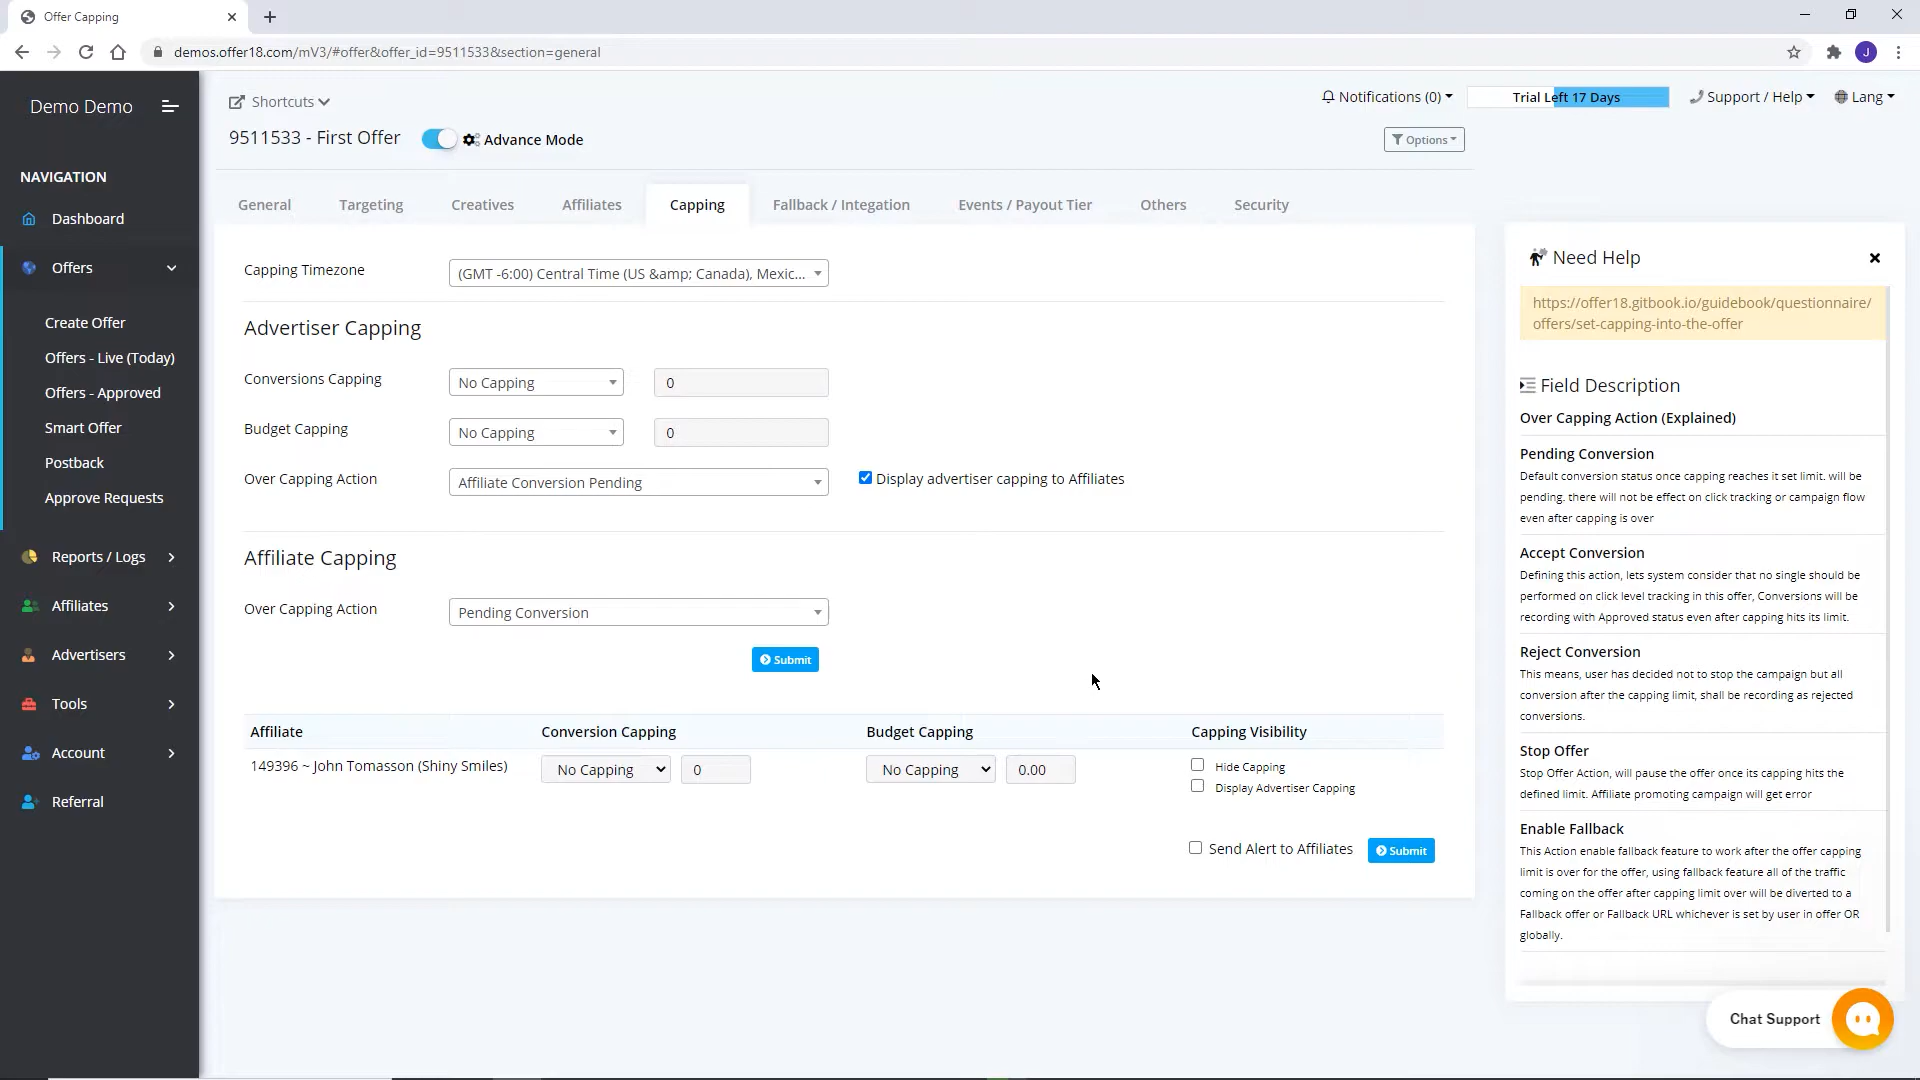 Offer Capping
demos.offer18.com/mV3/#offer&offer_id=9511533&section=general
J
Demo Demo
NAVIGATION
Dashboard
Offers
Create Offer
Offers - Live (Today)
Offers - Approved
Smart Offer
Postback
Approve Requests
Reports / Logs
Affiliates
Advertisers
Tools
Account
Referral
Shortcuts
Notifications (0)
Trial Left 17 Days
Support / Help
Lang
9511533 - First Offer
Advance Mode
Options
General
Targeting
Creatives
Affiliates
Capping
Fallback / Integation
Events / Payout Tier
Others
Security
Capping Timezone
(GMT -6:00) Central Time (US &amp; Canada), Mexic...
Advertiser Capping
Conversions Capping
No Capping
0
Budget Capping
No Capping
0
Over Capping Action
Affiliate Conversion Pending
Display advertiser capping to Affiliates
Affiliate Capping
Over Capping Action
Pending Conversion
Submit
Affiliate
Conversion Capping
Budget Capping
Capping Visibility
149396 ~ John Tomasson (Shiny Smiles)
No Capping
0
No Capping
0.00
Hide Capping
Display Advertiser Capping
Send Alert to Affiliates
Submit
Need Help
https://offer18.gitbook.io/guidebook/questionnaire/
offers/set-capping-into-the-offer
Field Description
Over Capping Action (Explained)
Pending Conversion
Default conversion status once capping reaches it set limit. will be
pending. there will not be effect on click tracking or campaign flow
even after capping is over
Accept Conversion
Defining this action, lets system consider that no single should be
performed on click level tracking in this offer, Conversions will be
recording with Approved status even after capping hits its limit.
Reject Conversion
This means, user has decided not to stop the campaign but all
conversion after the capping limit, shall be recording as rejected
conversions.
Stop Offer
Stop Offer Action, will pause the offer once its capping hits the
defined limit. Affiliate promoting campaign will get error
Enable Fallback
This Action enable fallback feature to work after the offer capping
limit is over for the offer, using fallback feature all of the traffic
coming on the offer after capping limit over will be diverted to a
Fallback offer or Fallback URL whichever is set by user in offer OR
globally.
Chat Support